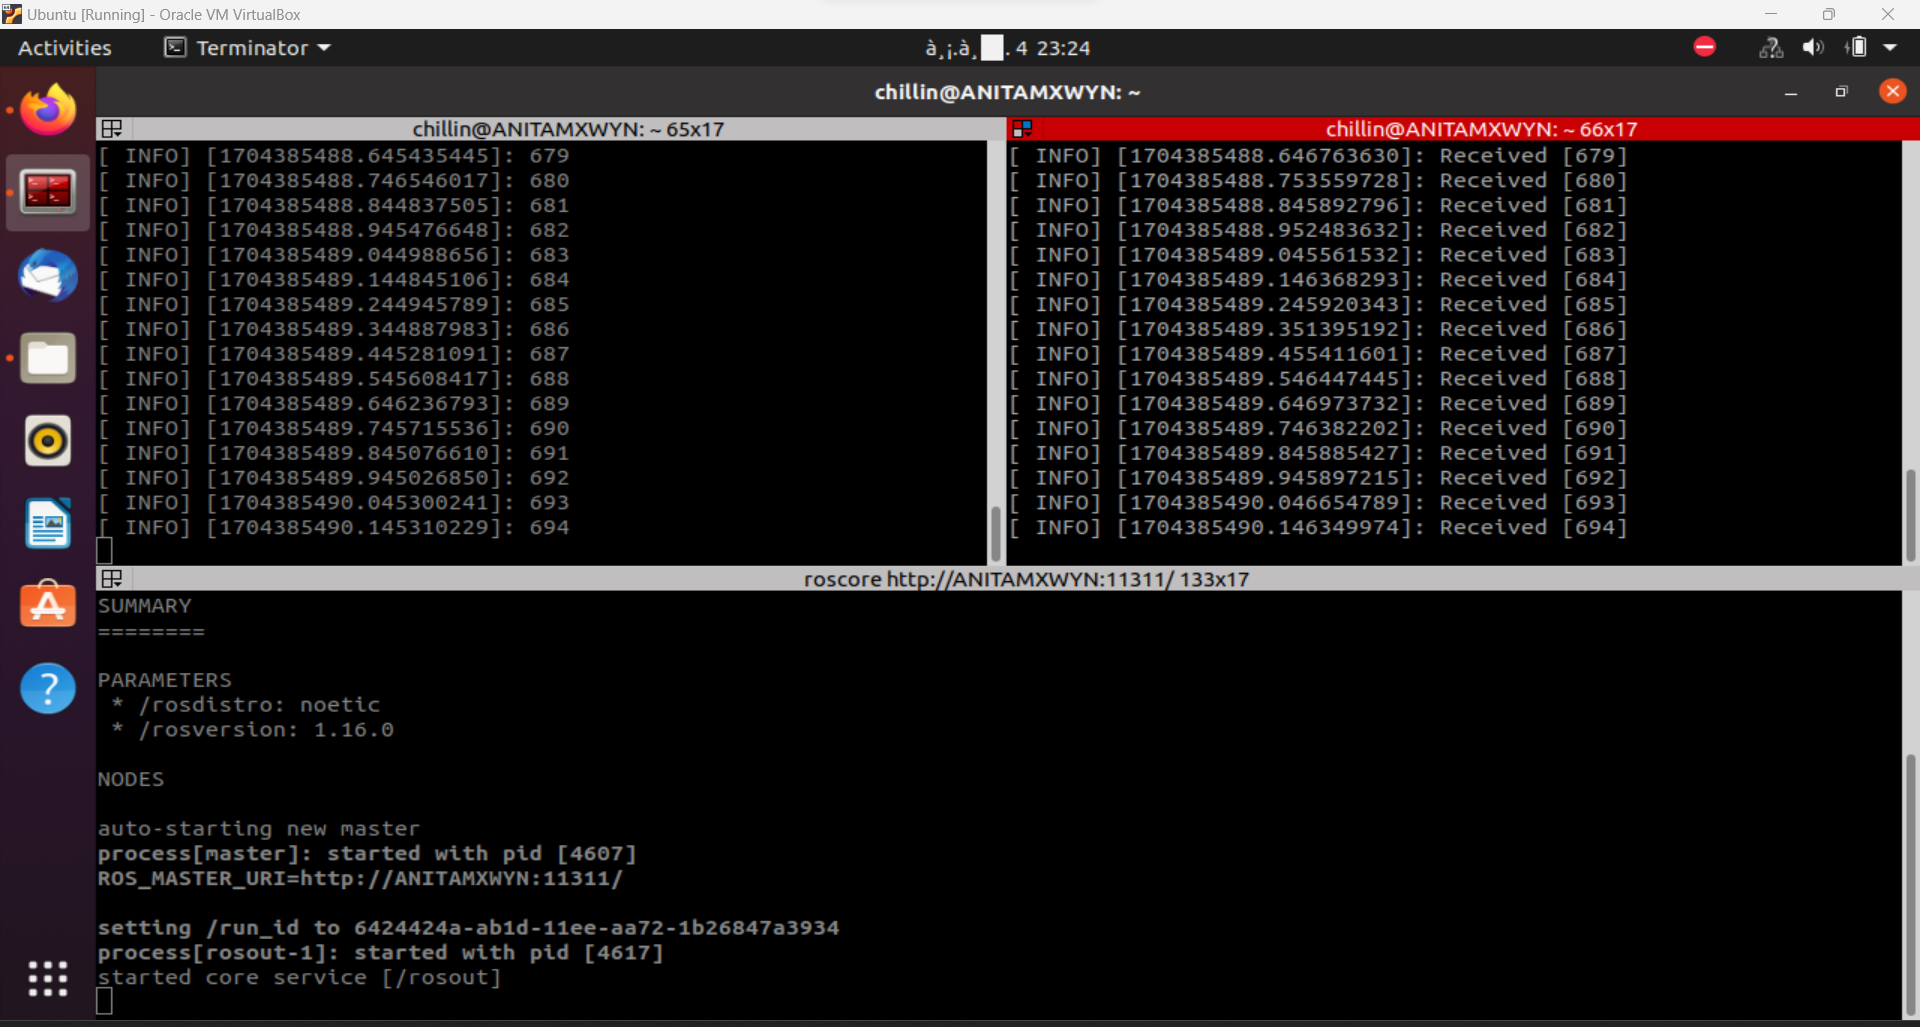 Ubuntu [Running] - Oracle VM VirtualBox
Activities
Terminator
à¸¡.à¸ . 4 23:24
chillin@ANITAMXWYN: ~
chillin@ANITAMXWYN: ~ 65x17
[ INFO] [1704385488.645435445]: 679
[ INFO] [1704385488.746546017]: 680
[ INFO] [1704385488.844837505]: 681
[ INFO] [1704385488.945476648]: 682
[ INFO] [1704385489.044988656]: 683
[ INFO] [1704385489.144845106]: 684
[ INFO] [1704385489.244945789]: 685
[ INFO] [1704385489.344887983]: 686
[ INFO] [1704385489.445281091]: 687
[ INFO] [1704385489.545608417]: 688
[ INFO] [1704385489.646236793]: 689
[ INFO] [1704385489.745715536]: 690
[ INFO] [1704385489.845076610]: 691
[ INFO] [1704385489.945026850]: 692
[ INFO] [1704385490.045300241]: 693
[ INFO] [1704385490.145310229]: 694
chillin@ANITAMXWYN: ~ 66x17
[ INFO] [1704385488.646763630]: Received [679]
[ INFO] [1704385488.753559728]: Received [680]
[ INFO] [1704385488.845892796]: Received [681]
[ INFO] [1704385488.952483632]: Received [682]
[ INFO] [1704385489.045561532]: Received [683]
[ INFO] [1704385489.146368293]: Received [684]
[ INFO] [1704385489.245920343]: Received [685]
[ INFO] [1704385489.351395192]: Received [686]
[ INFO] [1704385489.455411601]: Received [687]
[ INFO] [1704385489.546447445]: Received [688]
[ INFO] [1704385489.646973732]: Received [689]
[ INFO] [1704385489.746382202]: Received [690]
[ INFO] [1704385489.845885427]: Received [691]
[ INFO] [1704385489.945897215]: Received [692]
[ INFO] [1704385490.046654789]: Received [693]
[ INFO] [1704385490.146349974]: Received [694]
roscore http://ANITAMXWYN:11311/ 133x17
SUMMARY
========
PARAMETERS
* /rosdistro: noetic
* /rosversion: 1.16.0
NODES
auto-starting new master
process[master]: started with pid [4607]
ROS_MASTER_URI=http://ANITAMXWYN:11311/
setting /run_id to 6424424a-ab1d-11ee-aa72-1b26847a3934
process[rosout-1]: started with pid [4617]
started core service [/rosout]